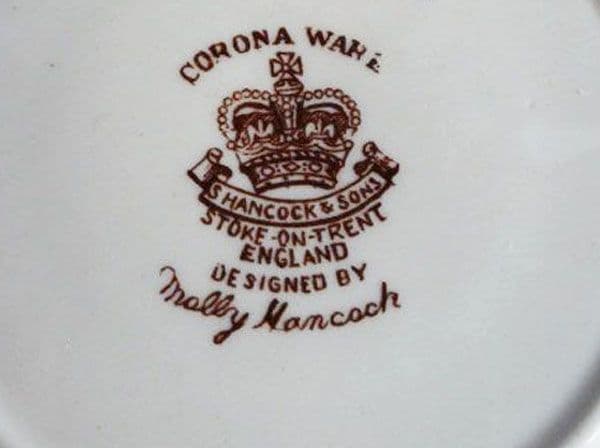 CORONA WARE
S. HANCOCK & SONS
STOKE-ON-TRENT
ENGLAND
DESIGNED BY
Molly Hancock